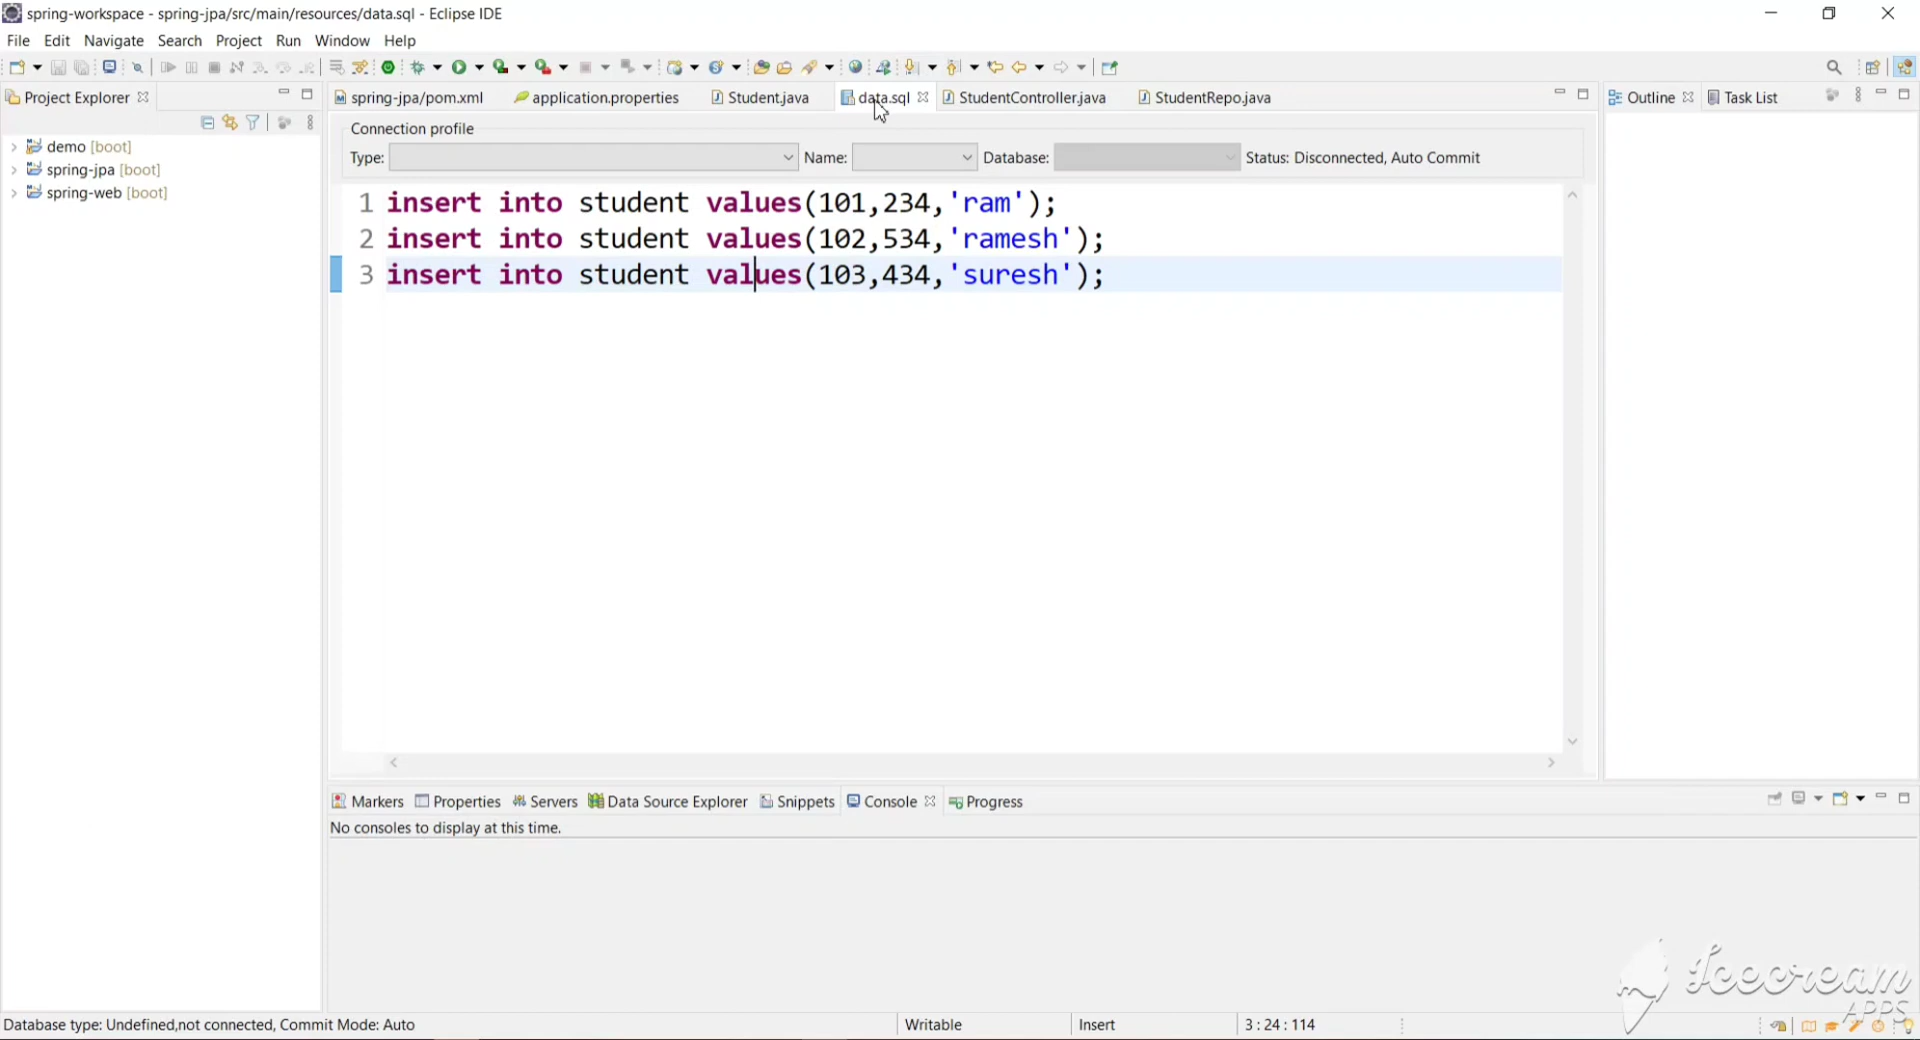 spring-workspace - spring-jpa/src/main/resources/data.sql - Eclipse IDE
File Edit Navigate Search Project Run Window Help
Project Explorer
spring-jpa/pom.xml application.properties Student.java data.sql StudentController.java StudentRepo.java
Outline Task List
Connection profile
Type: Name: Database: Status: Disconnected, Auto Commit
demo [boot]
spring-jpa [boot]
spring-web [boot]
1 insert into student values(101,234,'ram');
2 insert into student values(102,534,'ramesh');
3 insert into student values(103,434,'suresh');
Markers Properties Servers Data Source Explorer Snippets Console Progress
No consoles to display at this time.
Icecream
APPS
Database type: Undefined,not connected, Commit Mode: Auto Writable Insert 3 : 24 : 114